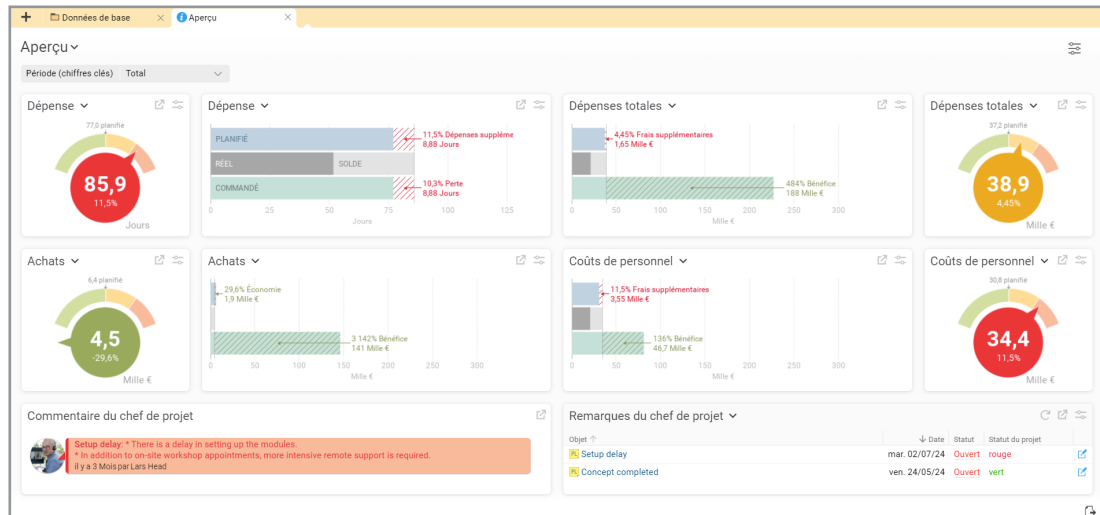 Données de base
Aperçu
Aperçu
Période (chiffres clés) Total
Dépense
77,0 planifié
85,9
11,5%
Jours
Dépense
PLANIFIÉ
11,5% Dépenses suppléme
8,88 Jours
RÉEL
SOLDE
COMMANDÉ
10,3% Perte
8,88 Jours
0 25 50 75 100 125
Jours
Dépenses totales
4,45% Frais supplémentaires
1,65 Mille €
484% Bénéfice
188 Mille €
0 50 100 150 200 250 300
Mille €
Dépenses totales
37,2 planifié
38,9
4,45%
Mille €
Achats
6,4 planifié
4,5
-29,6%
Mille €
Achats
29,6% Économie
1,9 Mille €
3 142% Bénéfice
141 Mille €
0 50 100 150 200 250 300
Mille €
Coûts de personnel
11,5% Frais supplémentaires
3,55 Mille €
136% Bénéfice
46,7 Mille €
0 50 100 150 200 250 300
Mille €
Coûts de personnel
30,8 planifié
34,4
11,5%
Mille €
Commentaire du chef de projet
Setup delay: * There is a delay in setting up the modules.
* In addition to on-site workshop appointments, more intensive remote support is required.
il y a 3 Mois par Lars Head
Remarques du chef de projet
Objet Date Statut Statut du projet
PL Setup delay mar. 02/07/24 Ouvert rouge
PL Concept completed ven. 24/05/24 Ouvert vert